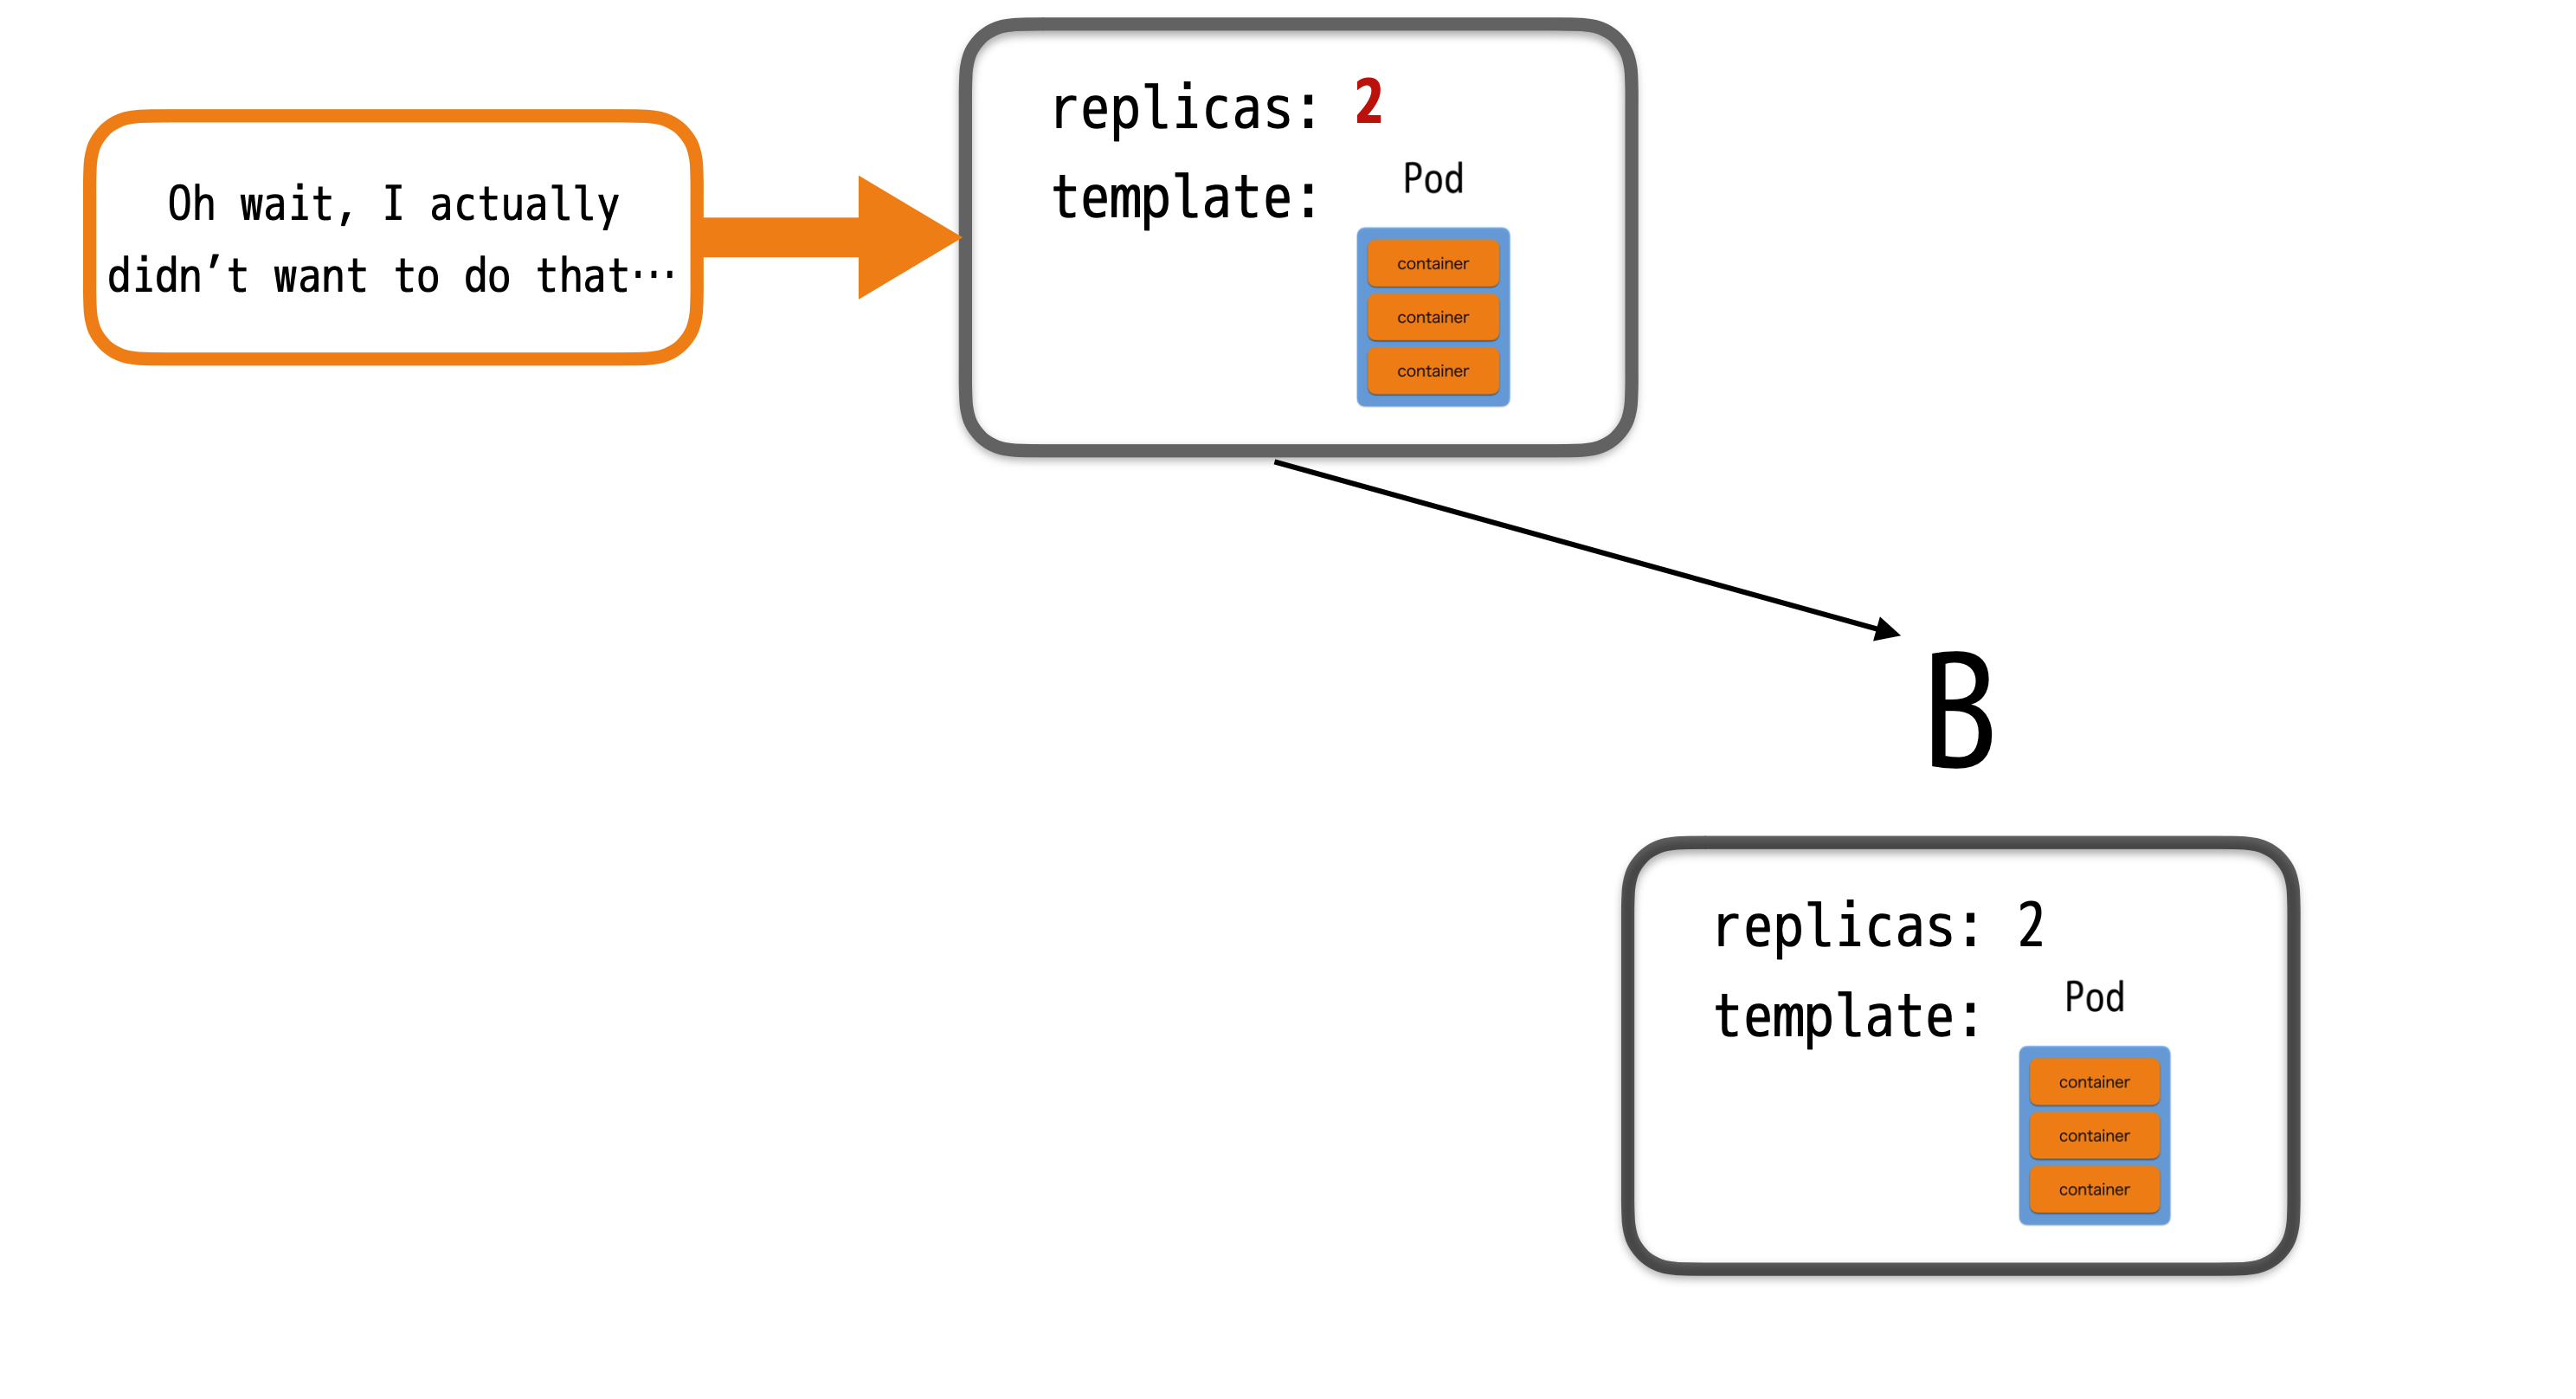 Oh wait, I actually
didn’t want to do that…
replicas: 2
template:
Pod
container
container
container
B
replicas: 2
template:
Pod
container
container
container